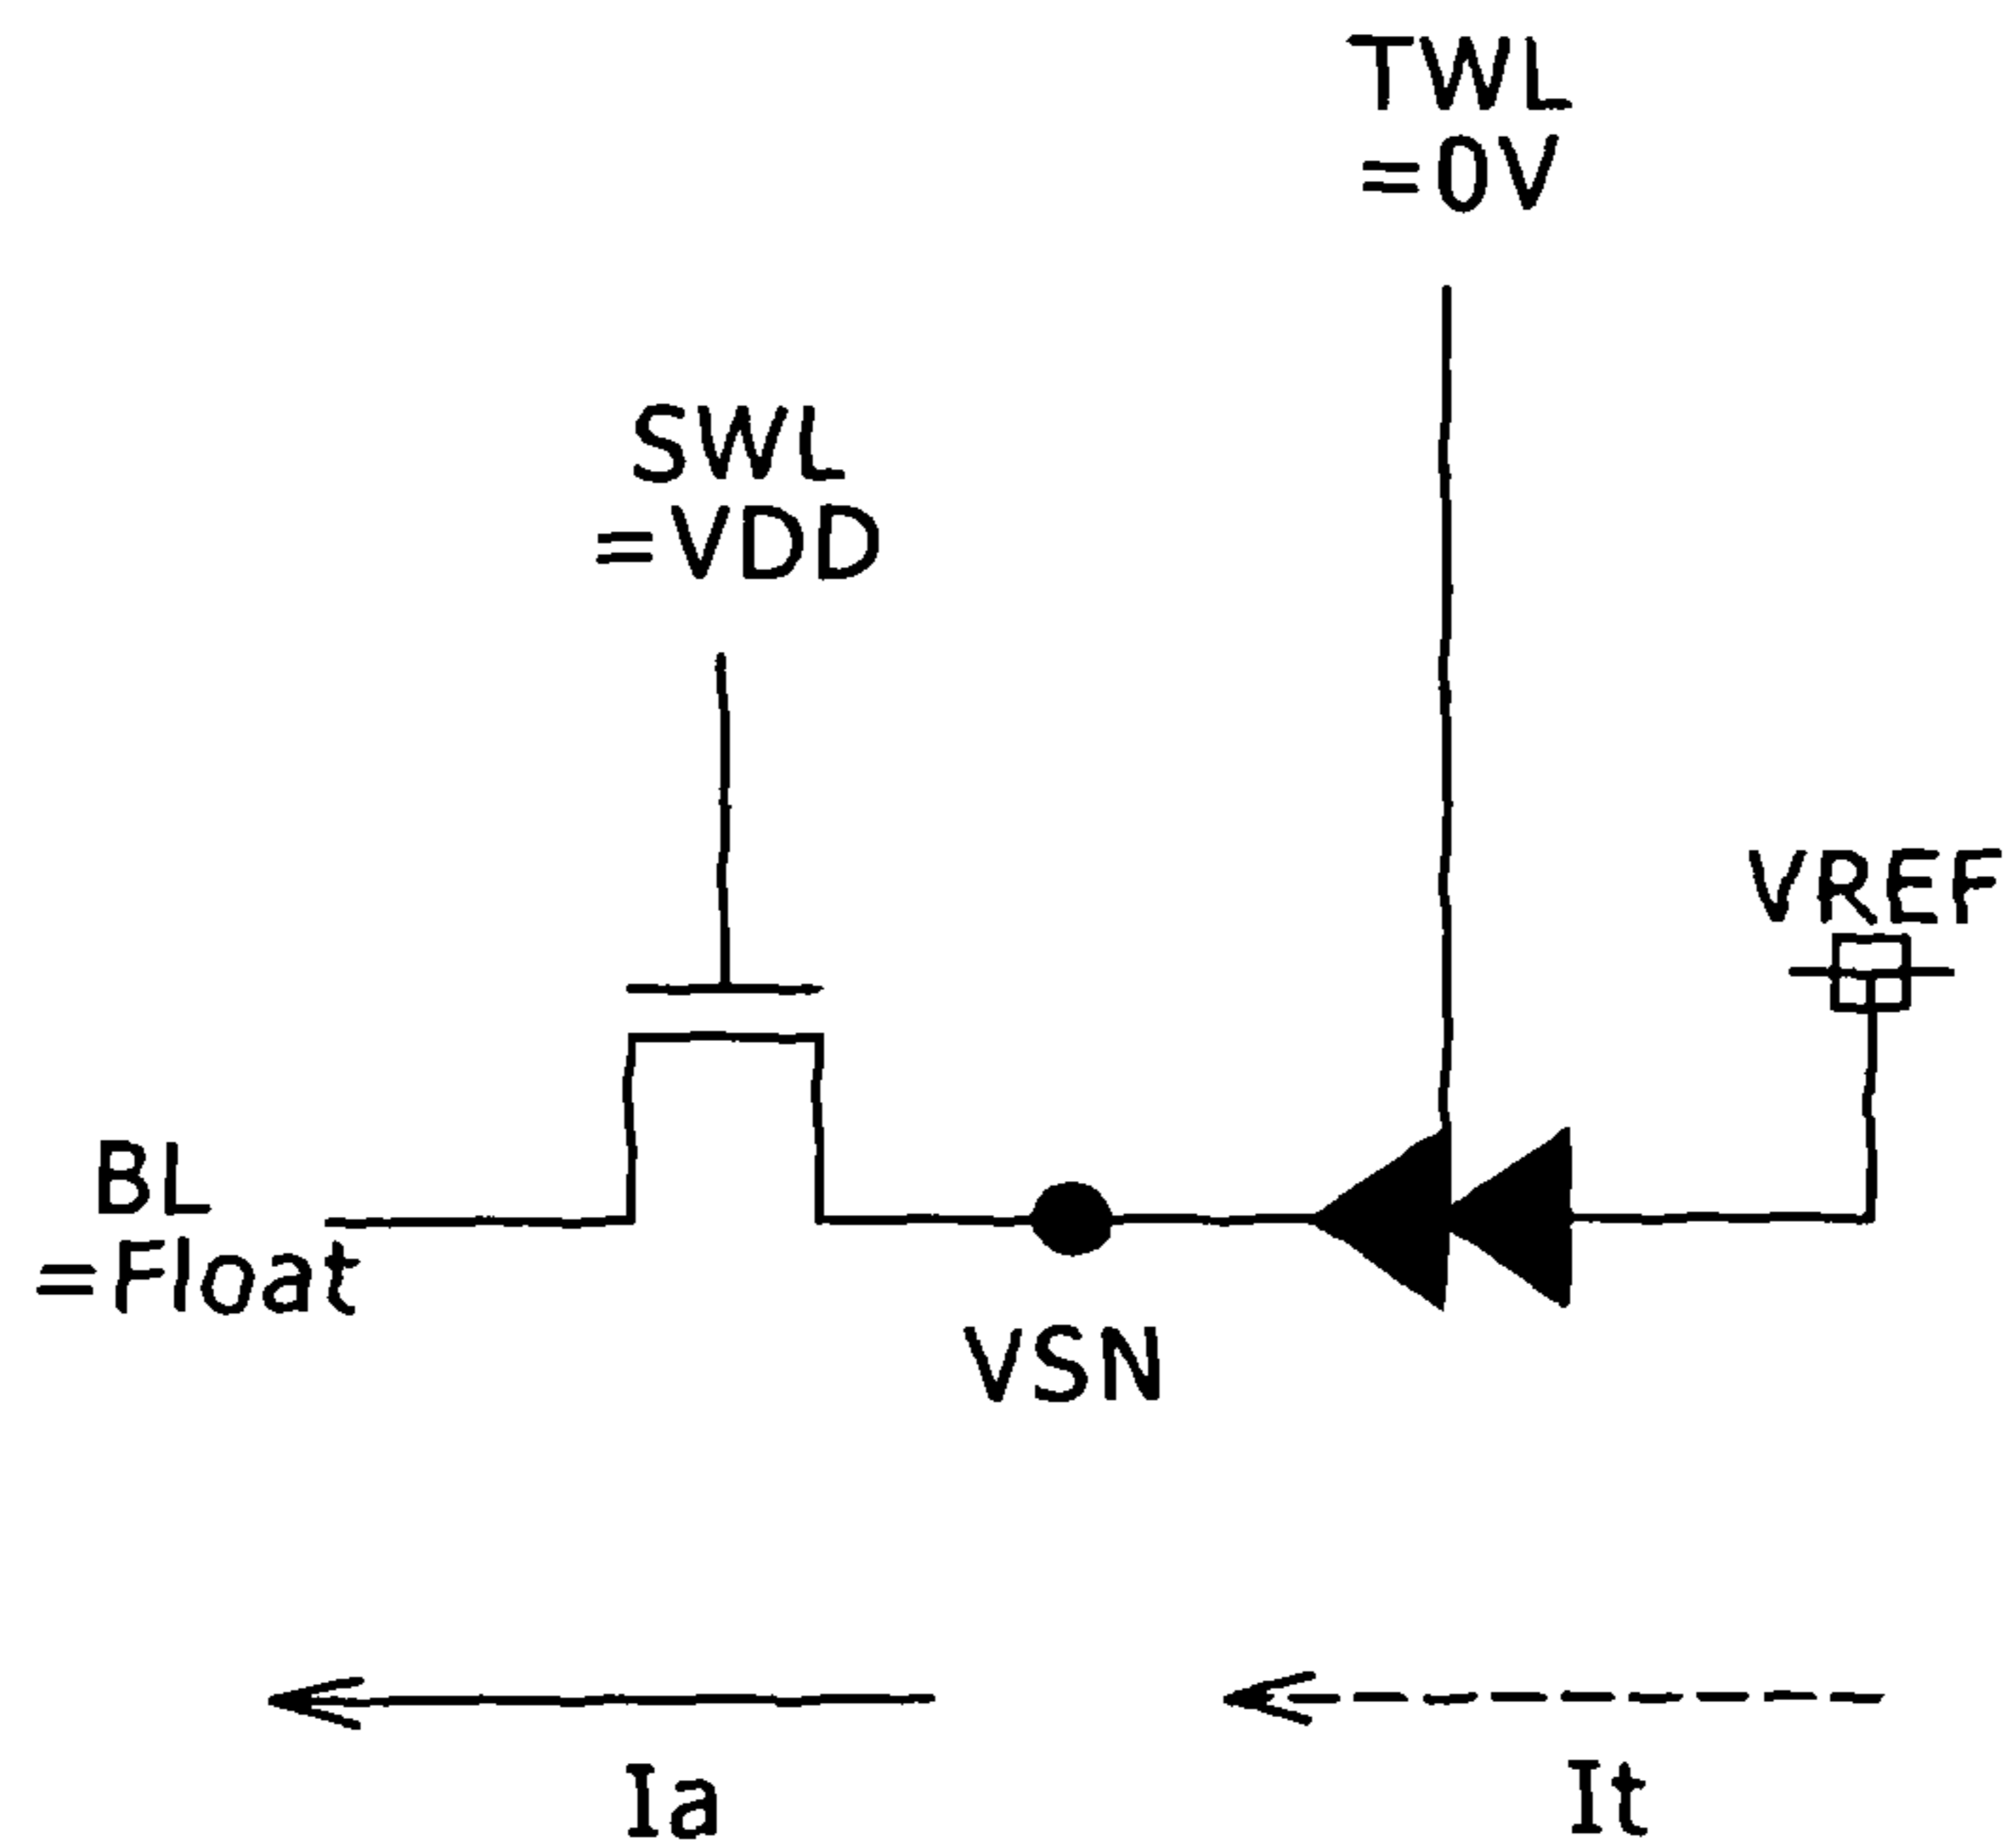 TWL
=0V
SWL
=VDD
VREF
BL
=Float
VSN
Ia
It